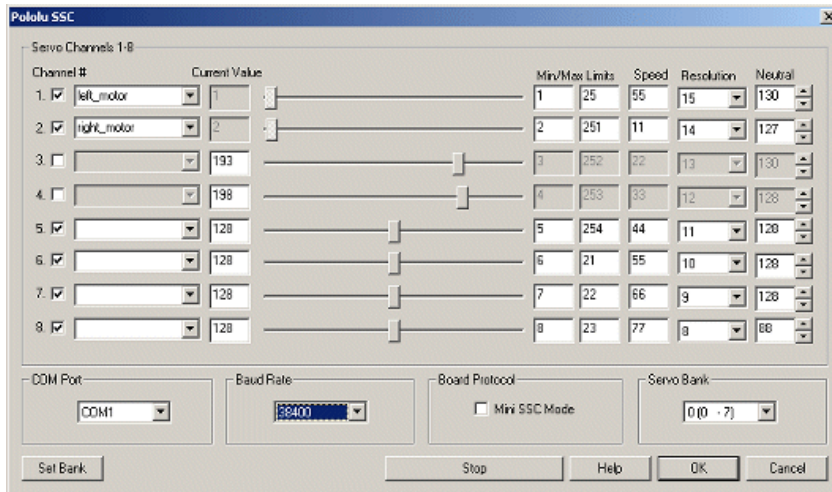 Pololu SSC
Servo Channels 1-8
Channel # Current Value Min/Max Limits Speed Resolution Neutral
1. left_motor 1 1 25 55 15 130
2. right_motor 2 2 251 11 14 127
3. 193 3 252 22 13 130
4. 198 4 253 33 12 128
5. 128 5 254 44 11 128
6. 128 6 21 55 10 128
7. 128 7 22 66 9 128
8. 128 8 23 77 8 88
COM Port Baud Rate Board Protocol Servo Bank
COM1 38400 Mini SSC Mode 0 (0 - 7)
Set Bank Stop Help OK Cancel